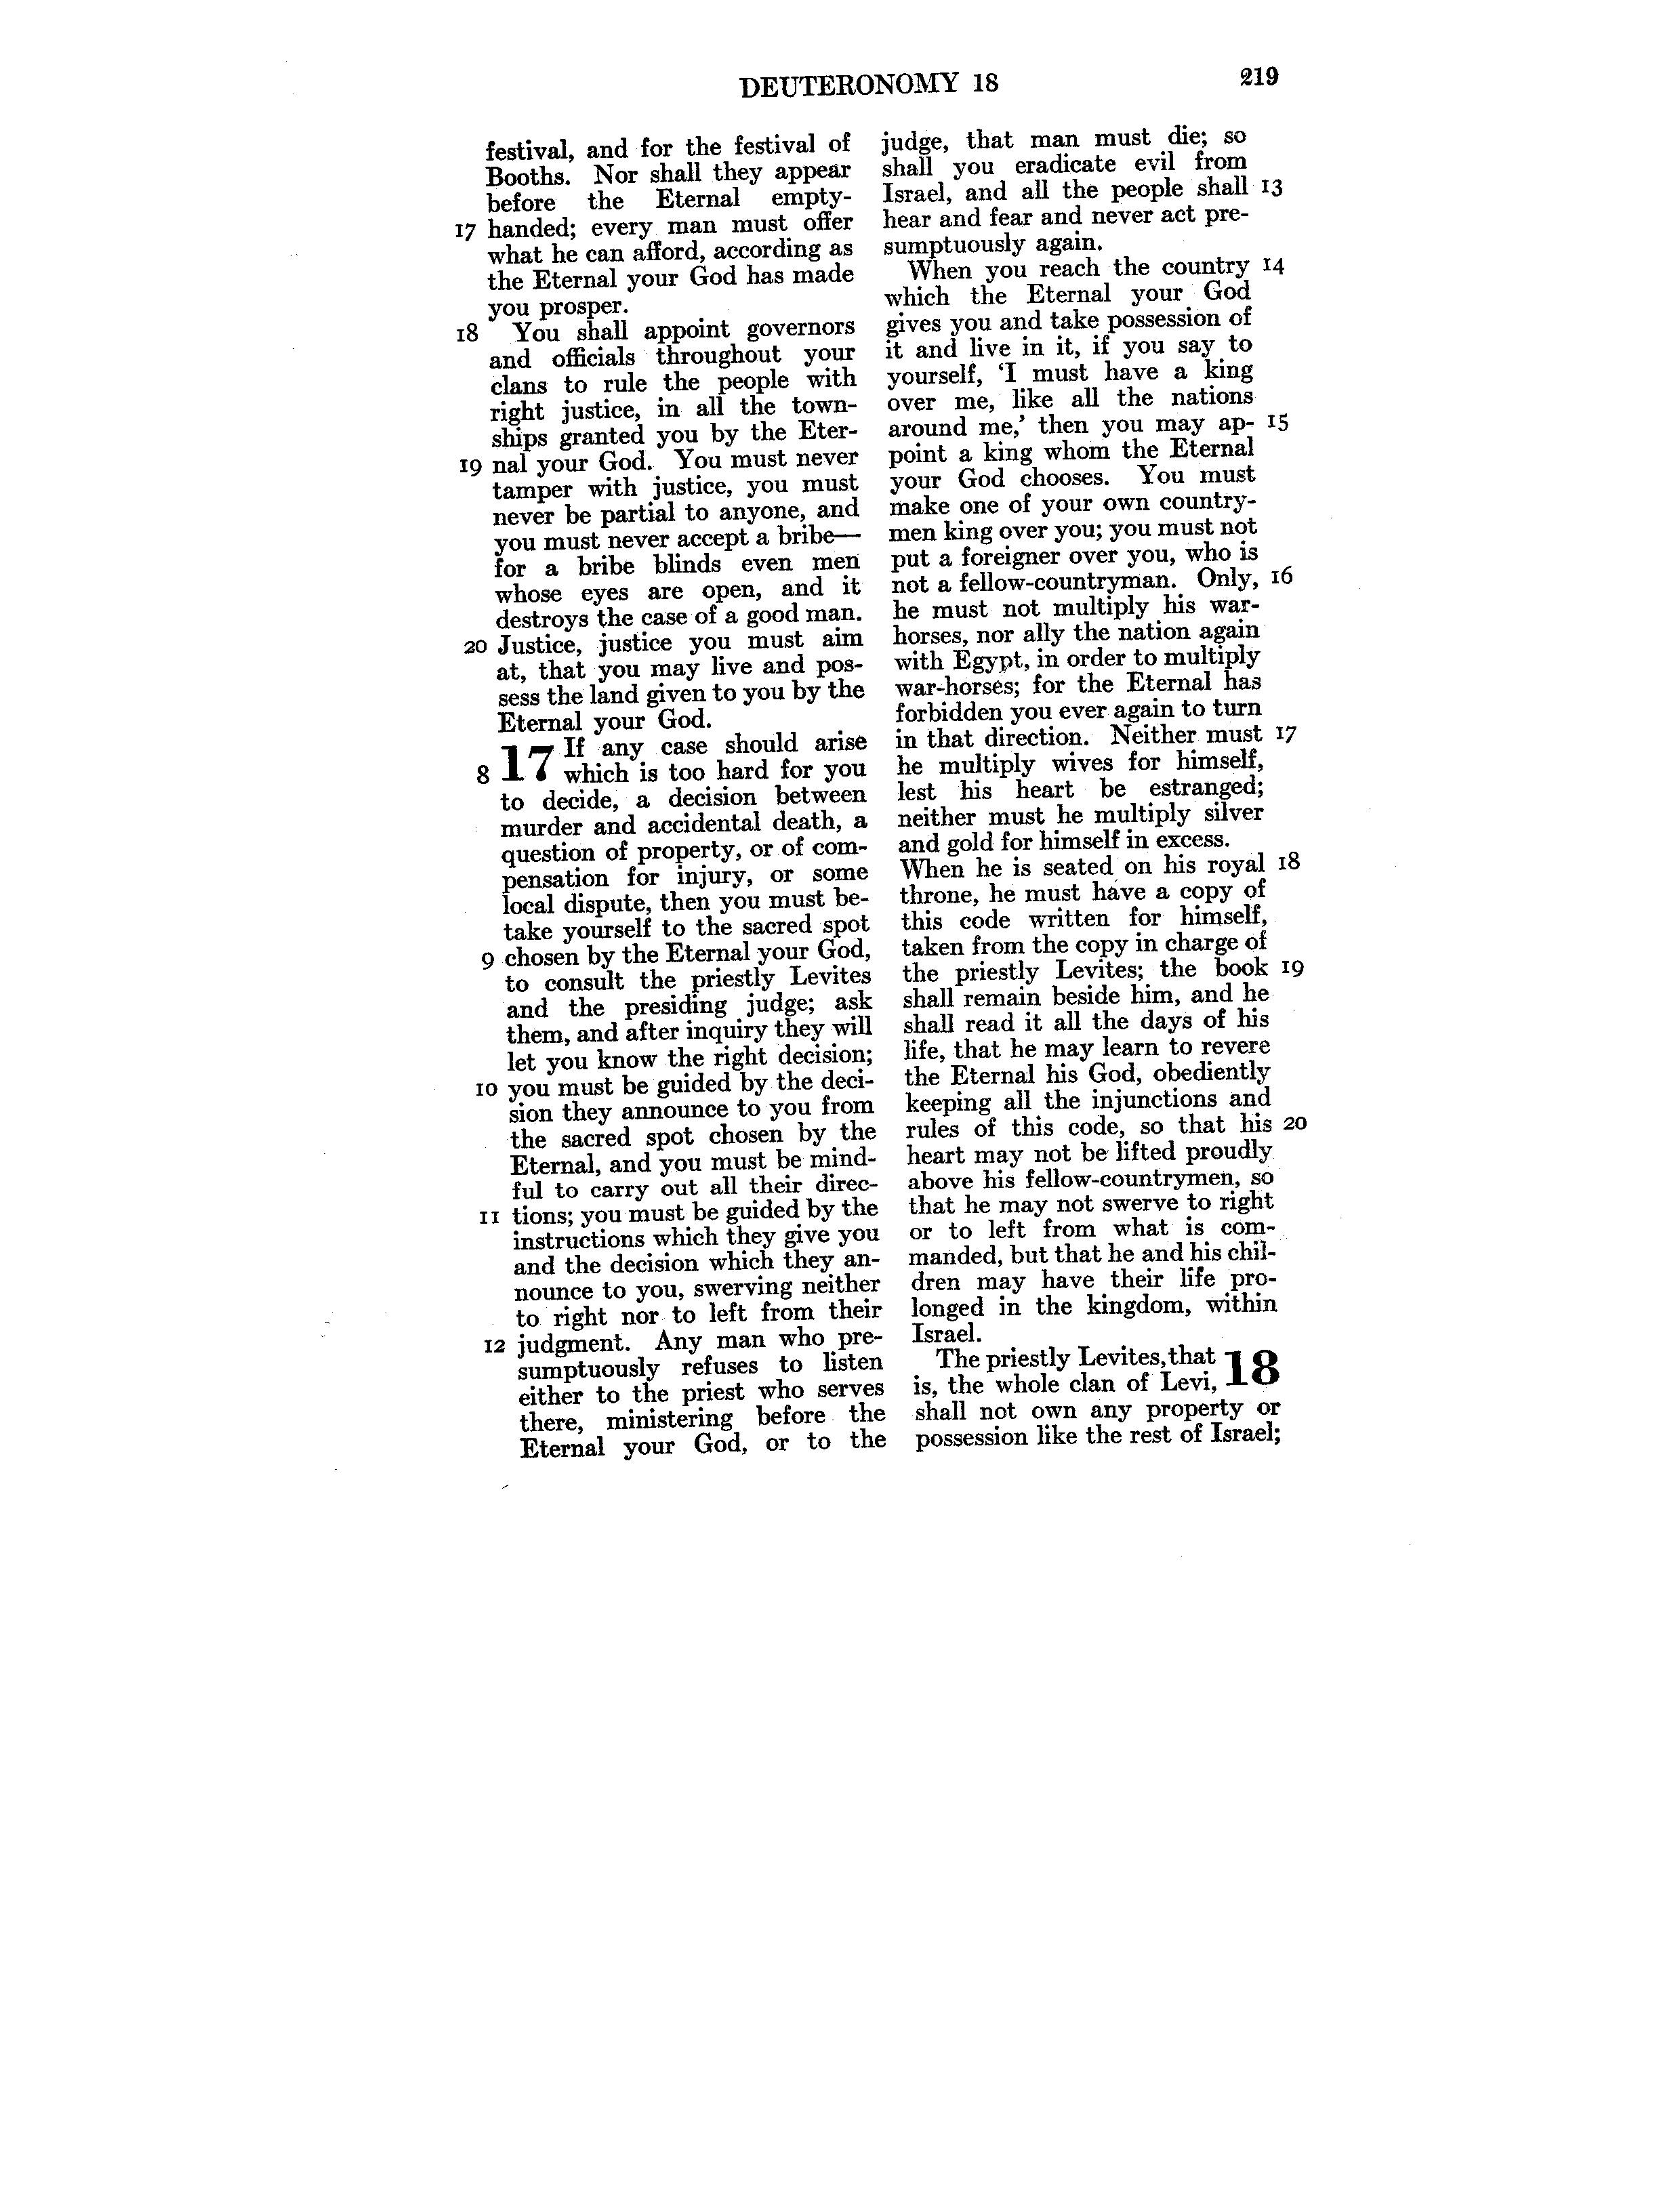 DEUTERONOMY 18 219
festival, and for the festival of
Booths. Nor shall they appear
before the Eternal empty-
17 handed; every man must offer
what he can afford, according as
the Eternal your God has made
you prosper.
18 You shall appoint governors
and officials throughout your
clans to rule the people with
right justice, in all the town-
ships granted you by the Eter-
19 nal your God. You must never
tamper with justice, you must
never be partial to anyone, and
you must never accept a bribe—
for a bribe blinds even men
whose eyes are open, and it
destroys the case of a good man.
20 Justice, justice you must aim
at, that you may live and pos-
sess the land given to you by the
Eternal your God.
17 If any case should arise
8 which is too hard for you
to decide, a decision between
murder and accidental death, a
question of property, or of com-
pensation for injury, or some
local dispute, then you must be-
take yourself to the sacred spot
9 chosen by the Eternal your God,
to consult the priestly Levites
and the presiding judge; ask
them, and after inquiry they will
let you know the right decision;
10 you must be guided by the deci-
sion they announce to you from
the sacred spot chosen by the
Eternal, and you must be mind-
ful to carry out all their direc-
11 tions; you must be guided by the
instructions which they give you
and the decision which they an-
nounce to you, swerving neither
to right nor to left from their
12 judgment. Any man who pre-
sumptuously refuses to listen
either to the priest who serves
there, ministering before the
Eternal your God, or to the
judge, that man must die; so
shall you eradicate evil from
Israel, and all the people shall 13
hear and fear and never act pre-
sumptuously again.
When you reach the country 14
which the Eternal your God
gives you and take possession of
it and live in it, if you say to
yourself, ‘I must have a king
over me, like all the nations
around me,’ then you may ap- 15
point a king whom the Eternal
your God chooses. You must
make one of your own country-
men king over you; you must not
put a foreigner over you, who is
not a fellow-countryman. Only, 16
he must not multiply his war-
horses, nor ally the nation again
with Egypt, in order to multiply
war-horses; for the Eternal has
forbidden you ever again to turn
in that direction. Neither must 17
he multiply wives for himself,
lest his heart be estranged;
neither must he multiply silver
and gold for himself in excess.
When he is seated on his royal 18
throne, he must have a copy of
this code written for himself,
taken from the copy in charge of
the priestly Levites; the book 19
shall remain beside him, and he
shall read it all the days of his
life, that he may learn to revere
the Eternal his God, obediently
keeping all the injunctions and
rules of this code, so that his 20
heart may not be lifted proudly
above his fellow-countrymen, so
that he may not swerve to right
or to left from what is com-
manded, but that he and his chil-
dren may have their life pro-
longed in the kingdom, within
Israel.
The priestly Levites, that 18
is, the whole clan of Levi,
shall not own any property or
possession like the rest of Israel;